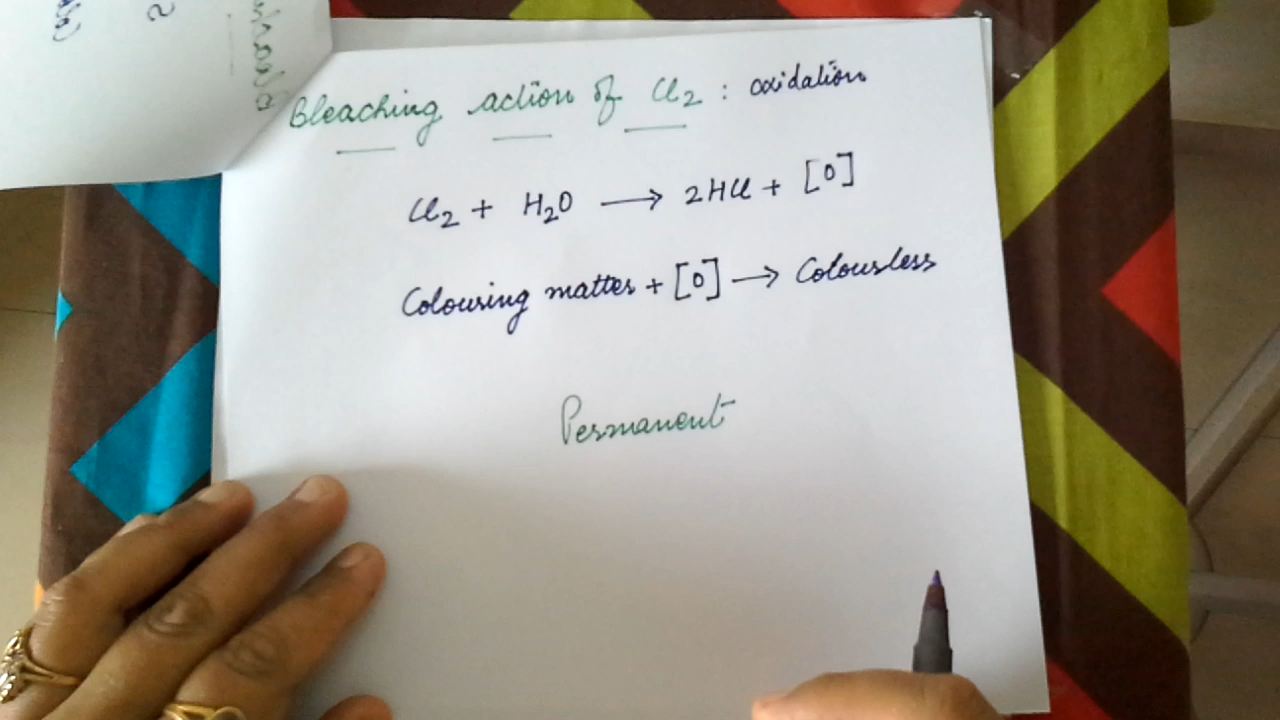 Bleaching action of Cl2 : oxidation
Cl2 + H2O ⟶ 2HCl + [O]
Colouring matter + [O] ⟶ Colourless
Permanent